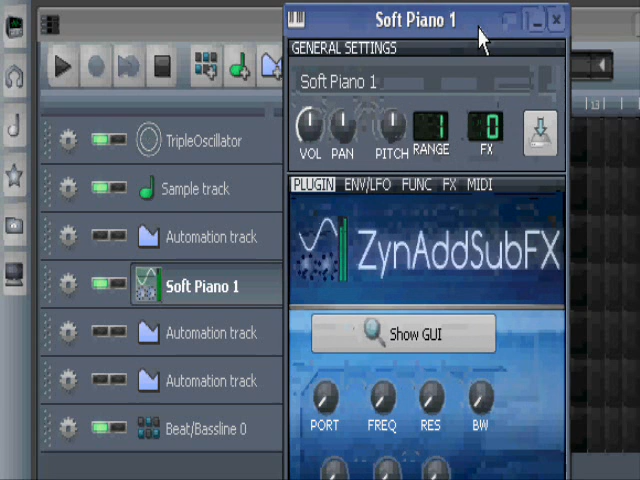 Soft Piano 1
GENERAL SETTINGS
Soft Piano 1
VOL PAN PITCH RANGE FX
1 0
13
TripleOscillator
Sample track
Automation track
Soft Piano 1
Automation track
Automation track
Beat/Bassline 0
PLUGIN ENV/LFO FUNC FX MIDI
ZynAddSubFX
Show GUI
PORT FREQ RES BW